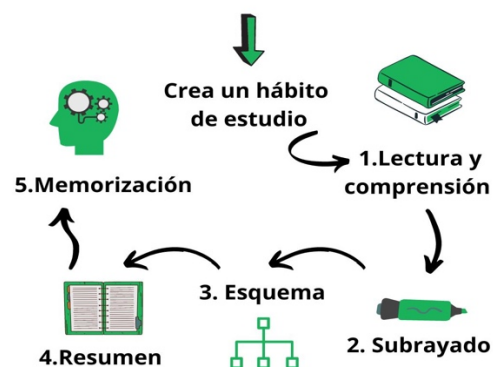 Crea un hábito
de estudio
1.Lectura y
comprensión
2. Subrayado
3. Esquema
4.Resumen
5.Memorización